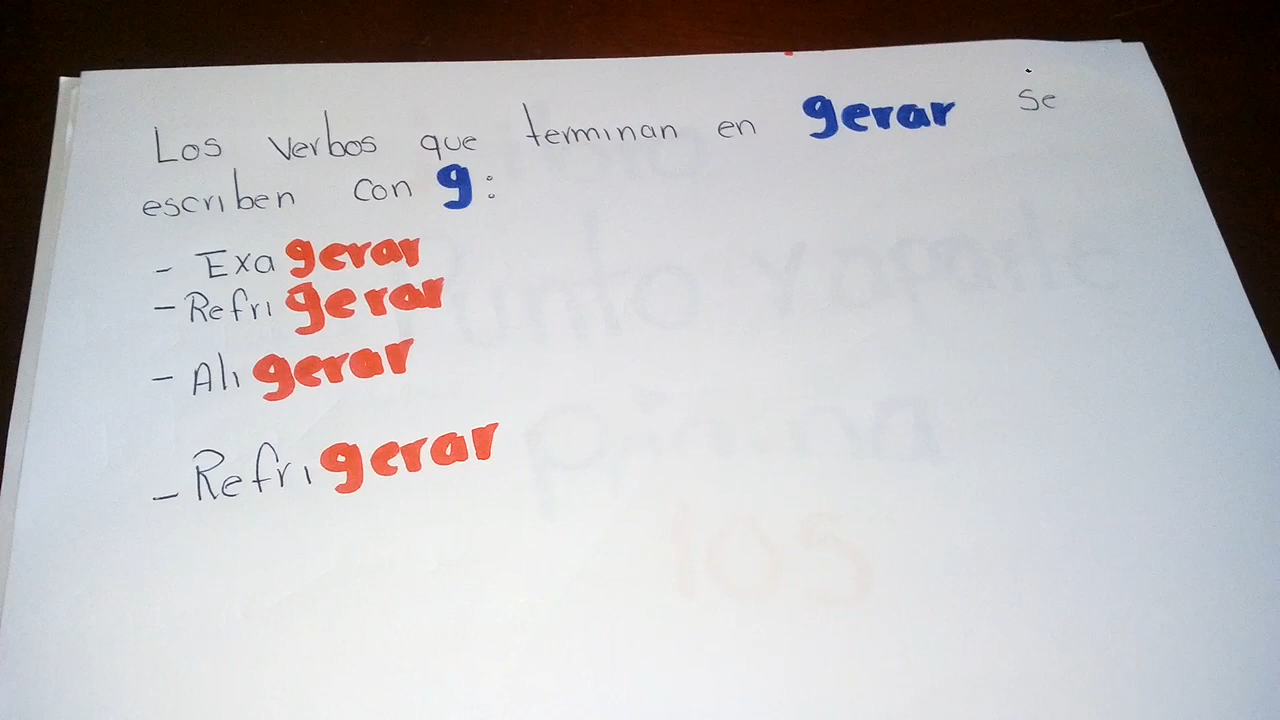 Los verbos que terminan en gerar se
escriben con g:
- Exagerar
- Refrigerar
- Aligerar
- Refrigerar